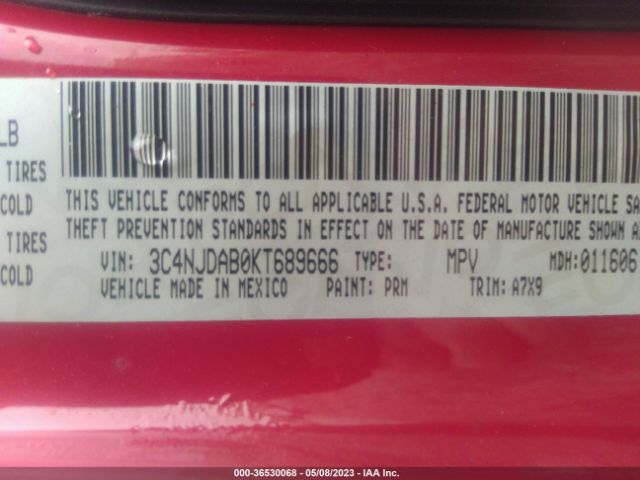 LB
TIRES
COLD
TIRES
COLD
THIS VEHICLE CONFORMS TO ALL APPLICABLE U.S.A. FEDERAL MOTOR VEHICLE SA
THEFT PREVENTION STANDARDS IN EFFECT ON THE DATE OF MANUFACTURE SHOWN A
VIN: 3C4NJDAB0KT689666 TYPE: MPV MDH:011606
VEHICLE MADE IN MEXICO PAINT: PRM TRIM: A7X9
000-36530068 - 05/08/2023 - IAA Inc.